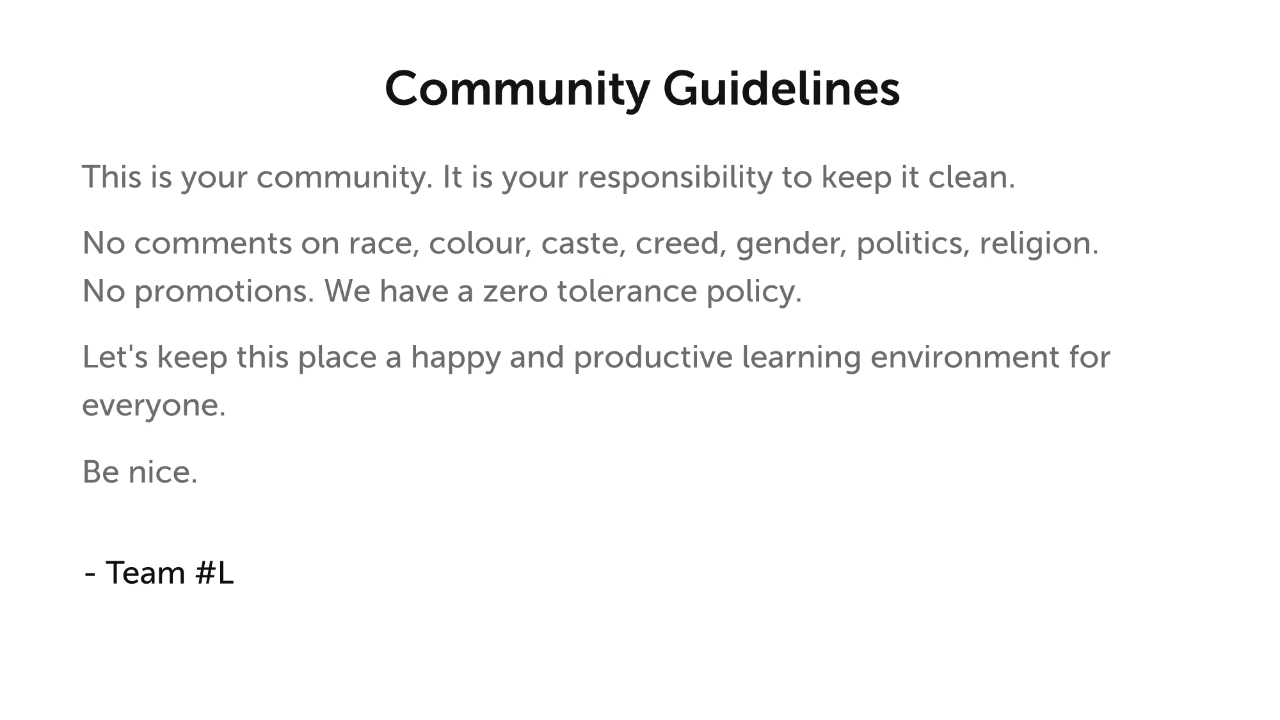 Community Guidelines
This is your community. It is your responsibility to keep it clean.
No comments on race, colour, caste, creed, gender, politics, religion.
No promotions. We have a zero tolerance policy.
Let's keep this place a happy and productive learning environment for
everyone.
Be nice.
- Team #L